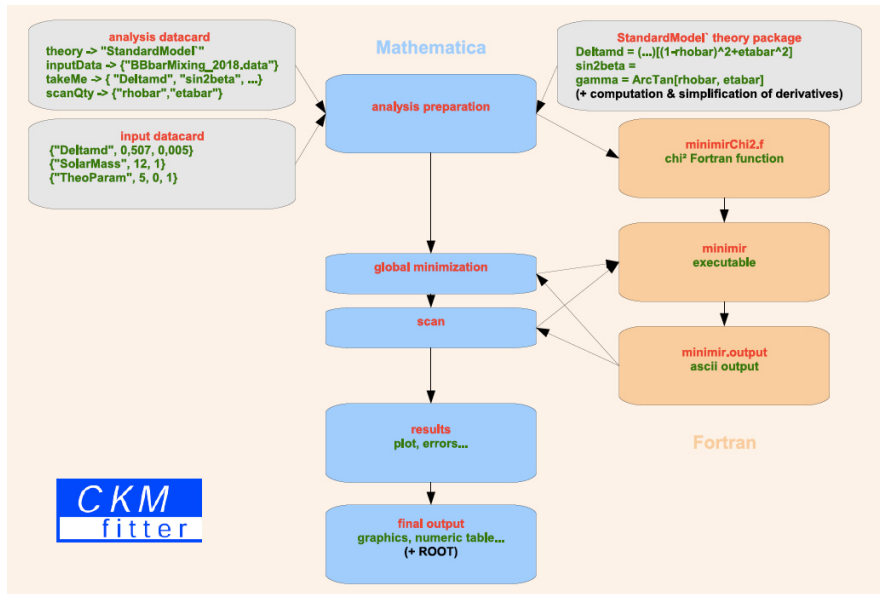 analysis datacard
theory -> "StandardModel`"
inputData -> {"BBbarMixing_2018.data"}
takeMe -> { "Deltamd", "sin2beta", ...}
scanQty -> {"rhobar","etabar"}
input datacard
{"Deltamd", 0,507, 0,005}
{"SolarMass", 12, 1}
{"TheoParam", 5, 0, 1}
Mathematica
analysis preparation
StandardModel` theory package
Deltamd = (...)[(1-rhobar)^2+etabar^2]
sin2beta =
gamma = ArcTan[rhobar, etabar]
(+ computation & simplification of derivatives)
minimirChi2.f
chi² Fortran function
global minimization
minimir
executable
scan
minimir.output
ascii output
results
plot, errors...
Fortran
CKM
fitter
final output
graphics, numeric table...
(+ ROOT)